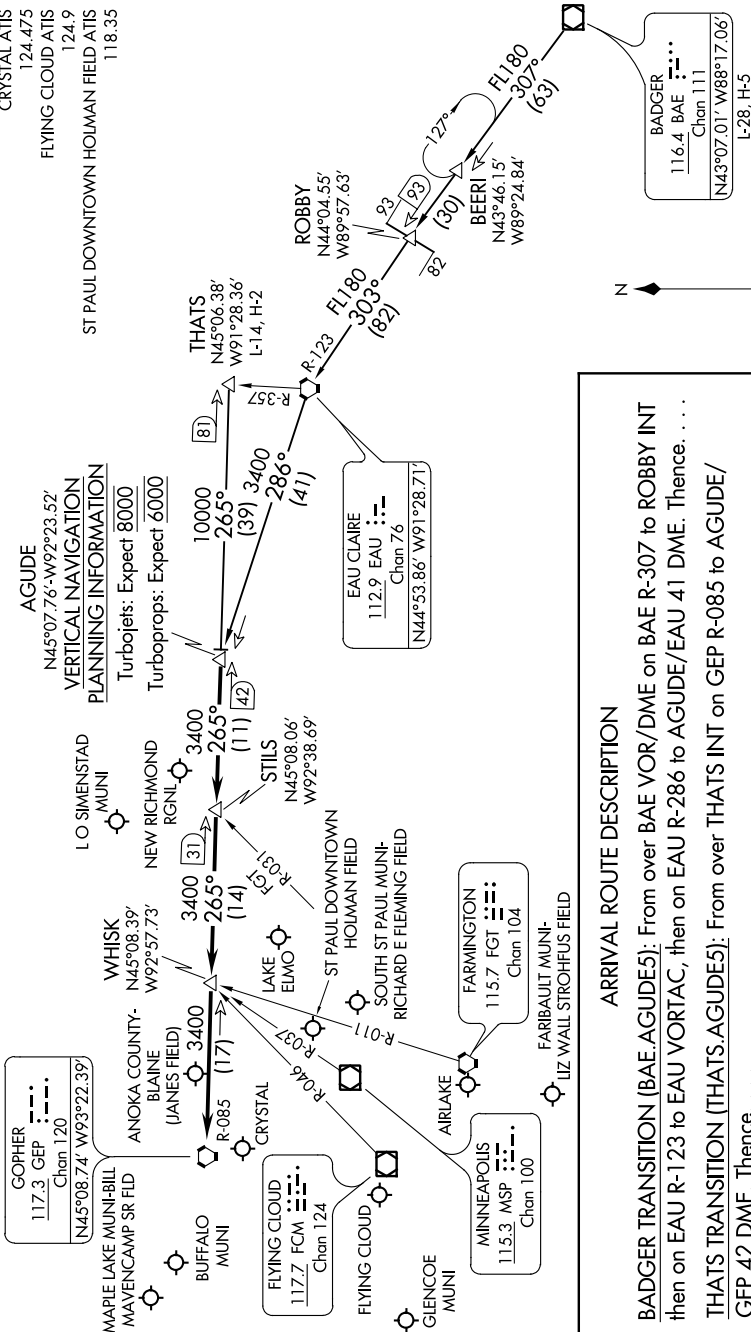 CRYSTAL ATIS
124.475
FLYING CLOUD ATIS
124.9
ST PAUL DOWNTOWN HOLMAN FIELD ATIS
118.35
AGUDE
N45°07.76'-W92°23.52'
VERTICAL NAVIGATION
PLANNING INFORMATION
Turbojets: Expect 8000
Turboprops: Expect 6000
THATS
N45°06.38'
W91°28.36'
L-14, H-2
ROBBY
N44°04.55'
W89°57.63'
BEERI
N43°46.15'
W89°24.84'
BADGER
116.4 BAE
Chan 111
N43°07.01' W88°17.06'
L-28, H-5
FL180
307°
(63)
127°
(30)
93
93
82
FL180
303°
(82)
R-123
R-357
81
10000
265°
(39)
3400
286°
(41)
EAU CLAIRE
112.9 EAU
Chan 76
N44°53.86' W91°28.71'
42
3400
265°
(11)
STILS
N45°08.06'
W92°38.69'
31
3400
265°
(14)
FGT
R-031
WHISK
N45°08.39'
W92°57.73'
3400
(17)
R-085
GOPHER
117.3 GEP
Chan 120
N45°08.74' W93°22.39'
L O SIMENSTAD
MUNI
NEW RICHMOND
RGNL
ANOKA COUNTY-
BLAINE
(JANES FIELD)
CRYSTAL
MAPLE LAKE MUNI-BILL
MAVENCAMP SR FLD
BUFFALO
MUNI
LAKE
ELMO
ST PAUL DOWNTOWN
HOLMAN FIELD
SOUTH ST PAUL MUNI-
RICHARD E FLEMING FIELD
R-046
R-037
R-011
FLYING CLOUD
117.7 FCM
Chan 124
FLYING CLOUD
GLENCOE
MUNI
MINNEAPOLIS
115.3 MSP
Chan 100
FARMINGTON
115.7 FGT
Chan 104
AIRLAKE
FARIBAULT MUNI-
LIZ WALL STROHFUS FIELD
N
ARRIVAL ROUTE DESCRIPTION
BADGER TRANSITION (BAE.AGUDE5): From over BAE VOR/DME on BAE R-307 to ROBBY INT
then on EAU R-123 to EAU VORTAC, then on EAU R-286 to AGUDE/EAU 41 DME. Thence. . . .
THATS TRANSITION (THATS.AGUDE5): From over THATS INT on GEP R-085 to AGUDE/
GEP 42 DME. Thence. . . .